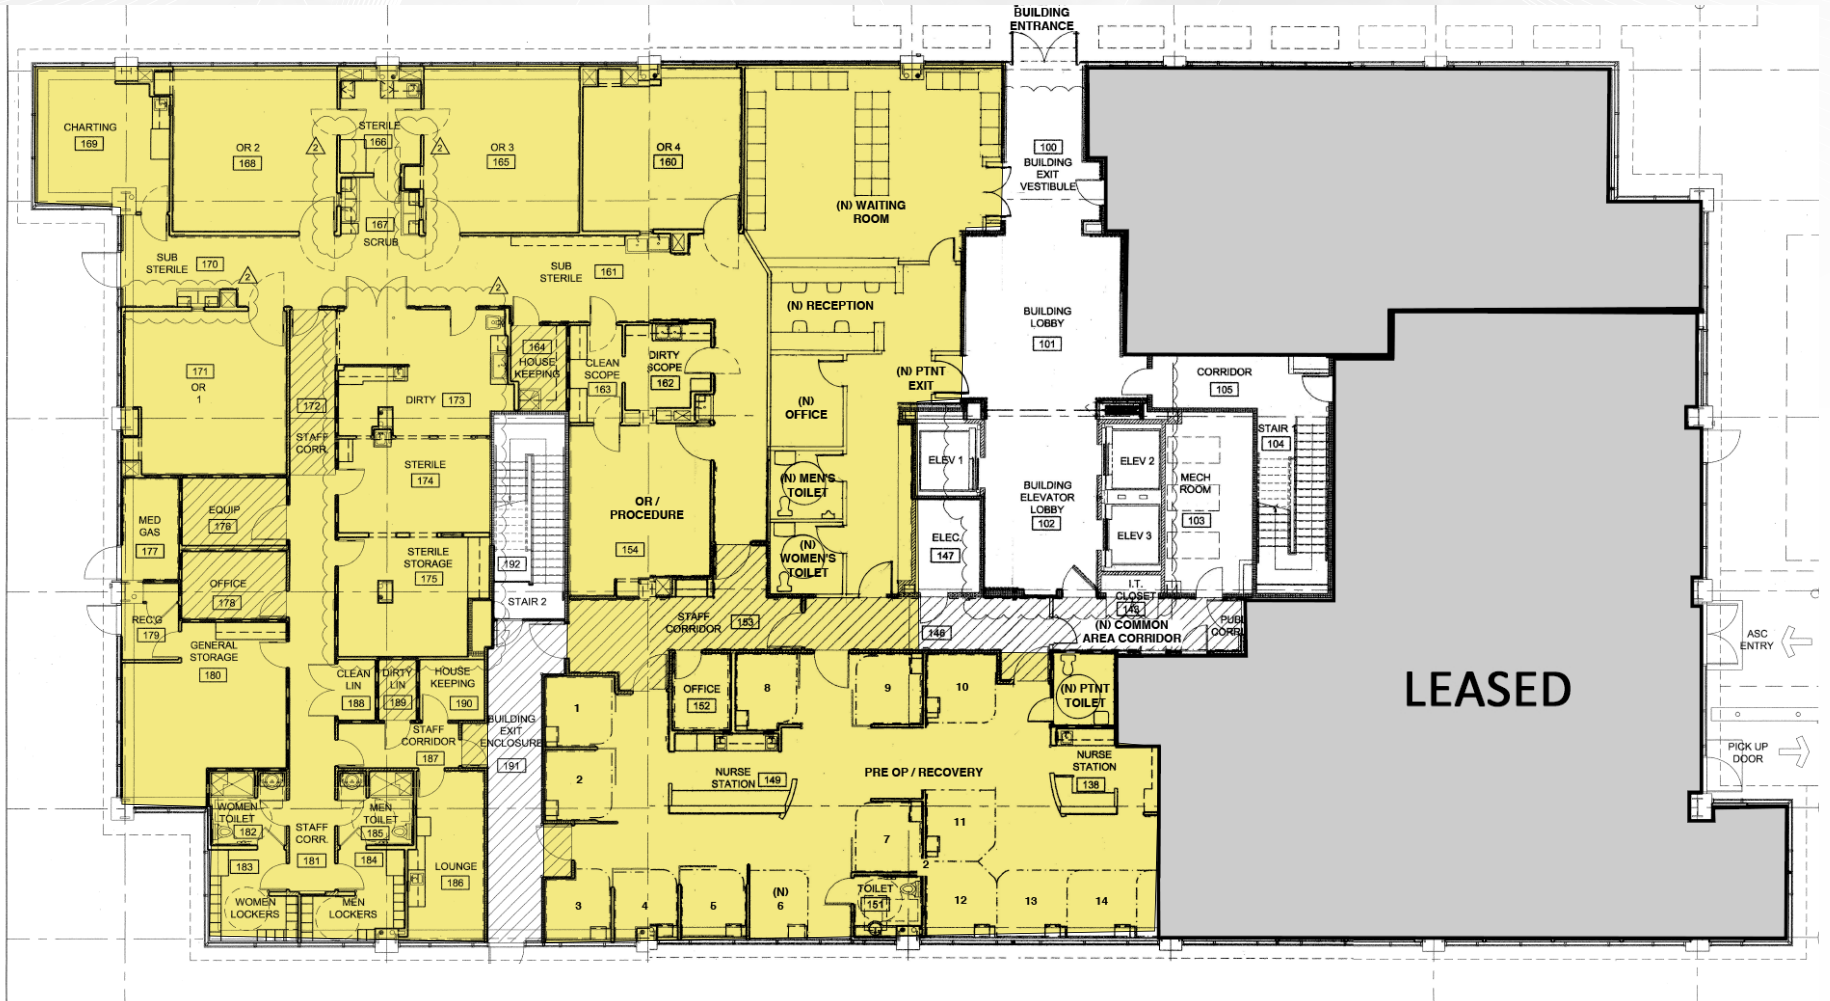 BUILDING
ENTRANCE
CHARTING
169
OR 2
168
STERILE
166
2
2
OR 3
165
OR 4
160
100
BUILDING
EXIT
VESTIBULE
(N) WAITING
ROOM
167
SCRUB
SUB
STERILE
170
2
SUB
STERILE
161
2
(N) RECEPTION
BUILDING
LOBBY
101
171
OR
1
172
STAFF
CORR.
DIRTY
173
164
HOUSE
KEEPING
CLEAN
SCOPE
163
DIRTY
SCOPE
162
(N) PTNT
EXIT
(N)
OFFICE
CORRIDOR
105
STAIR
104
ELEV 1
ELEV 2
MECH
ROOM
103
STERILE
174
(N) MEN'S
TOILET
BUILDING
ELEVATOR
LOBBY
102
OR /
PROCEDURE
154
EQUIP
176
MED
GAS
177
STERILE
STORAGE
175
192
STAIR 2
(N)
WOMEN'S
TOILET
ELEC.
147
ELEV 3
I.T.
CLOSET
143
OFFICE
178
REC'G
179
GENERAL
STORAGE
180
STAFF
CORRIDOR
153
146
(N) COMMON
AREA CORRIDOR
PUBL
CORR
ASC
ENTRY
CLEAN
LIN
188
DIRTY
LIN
189
HOUSE
KEEPING
190
OFFICE
152
8
9
10
(N) PTNT
TOILET
LEASED
1
BUILDING
EXIT
ENCLOSURE
191
STAFF
CORRIDOR
187
2
NURSE
STATION
149
PRE OP / RECOVERY
NURSE
STATION
138
PICK UP
DOOR
WOMEN
TOILET
182
STAFF
CORR.
181
MEN
TOILET
185
11
7
2
183
184
LOUNGE
186
WOMEN
LOCKERS
MEN
LOCKERS
3
4
5
(N)
6
TOILET
151
12
13
14